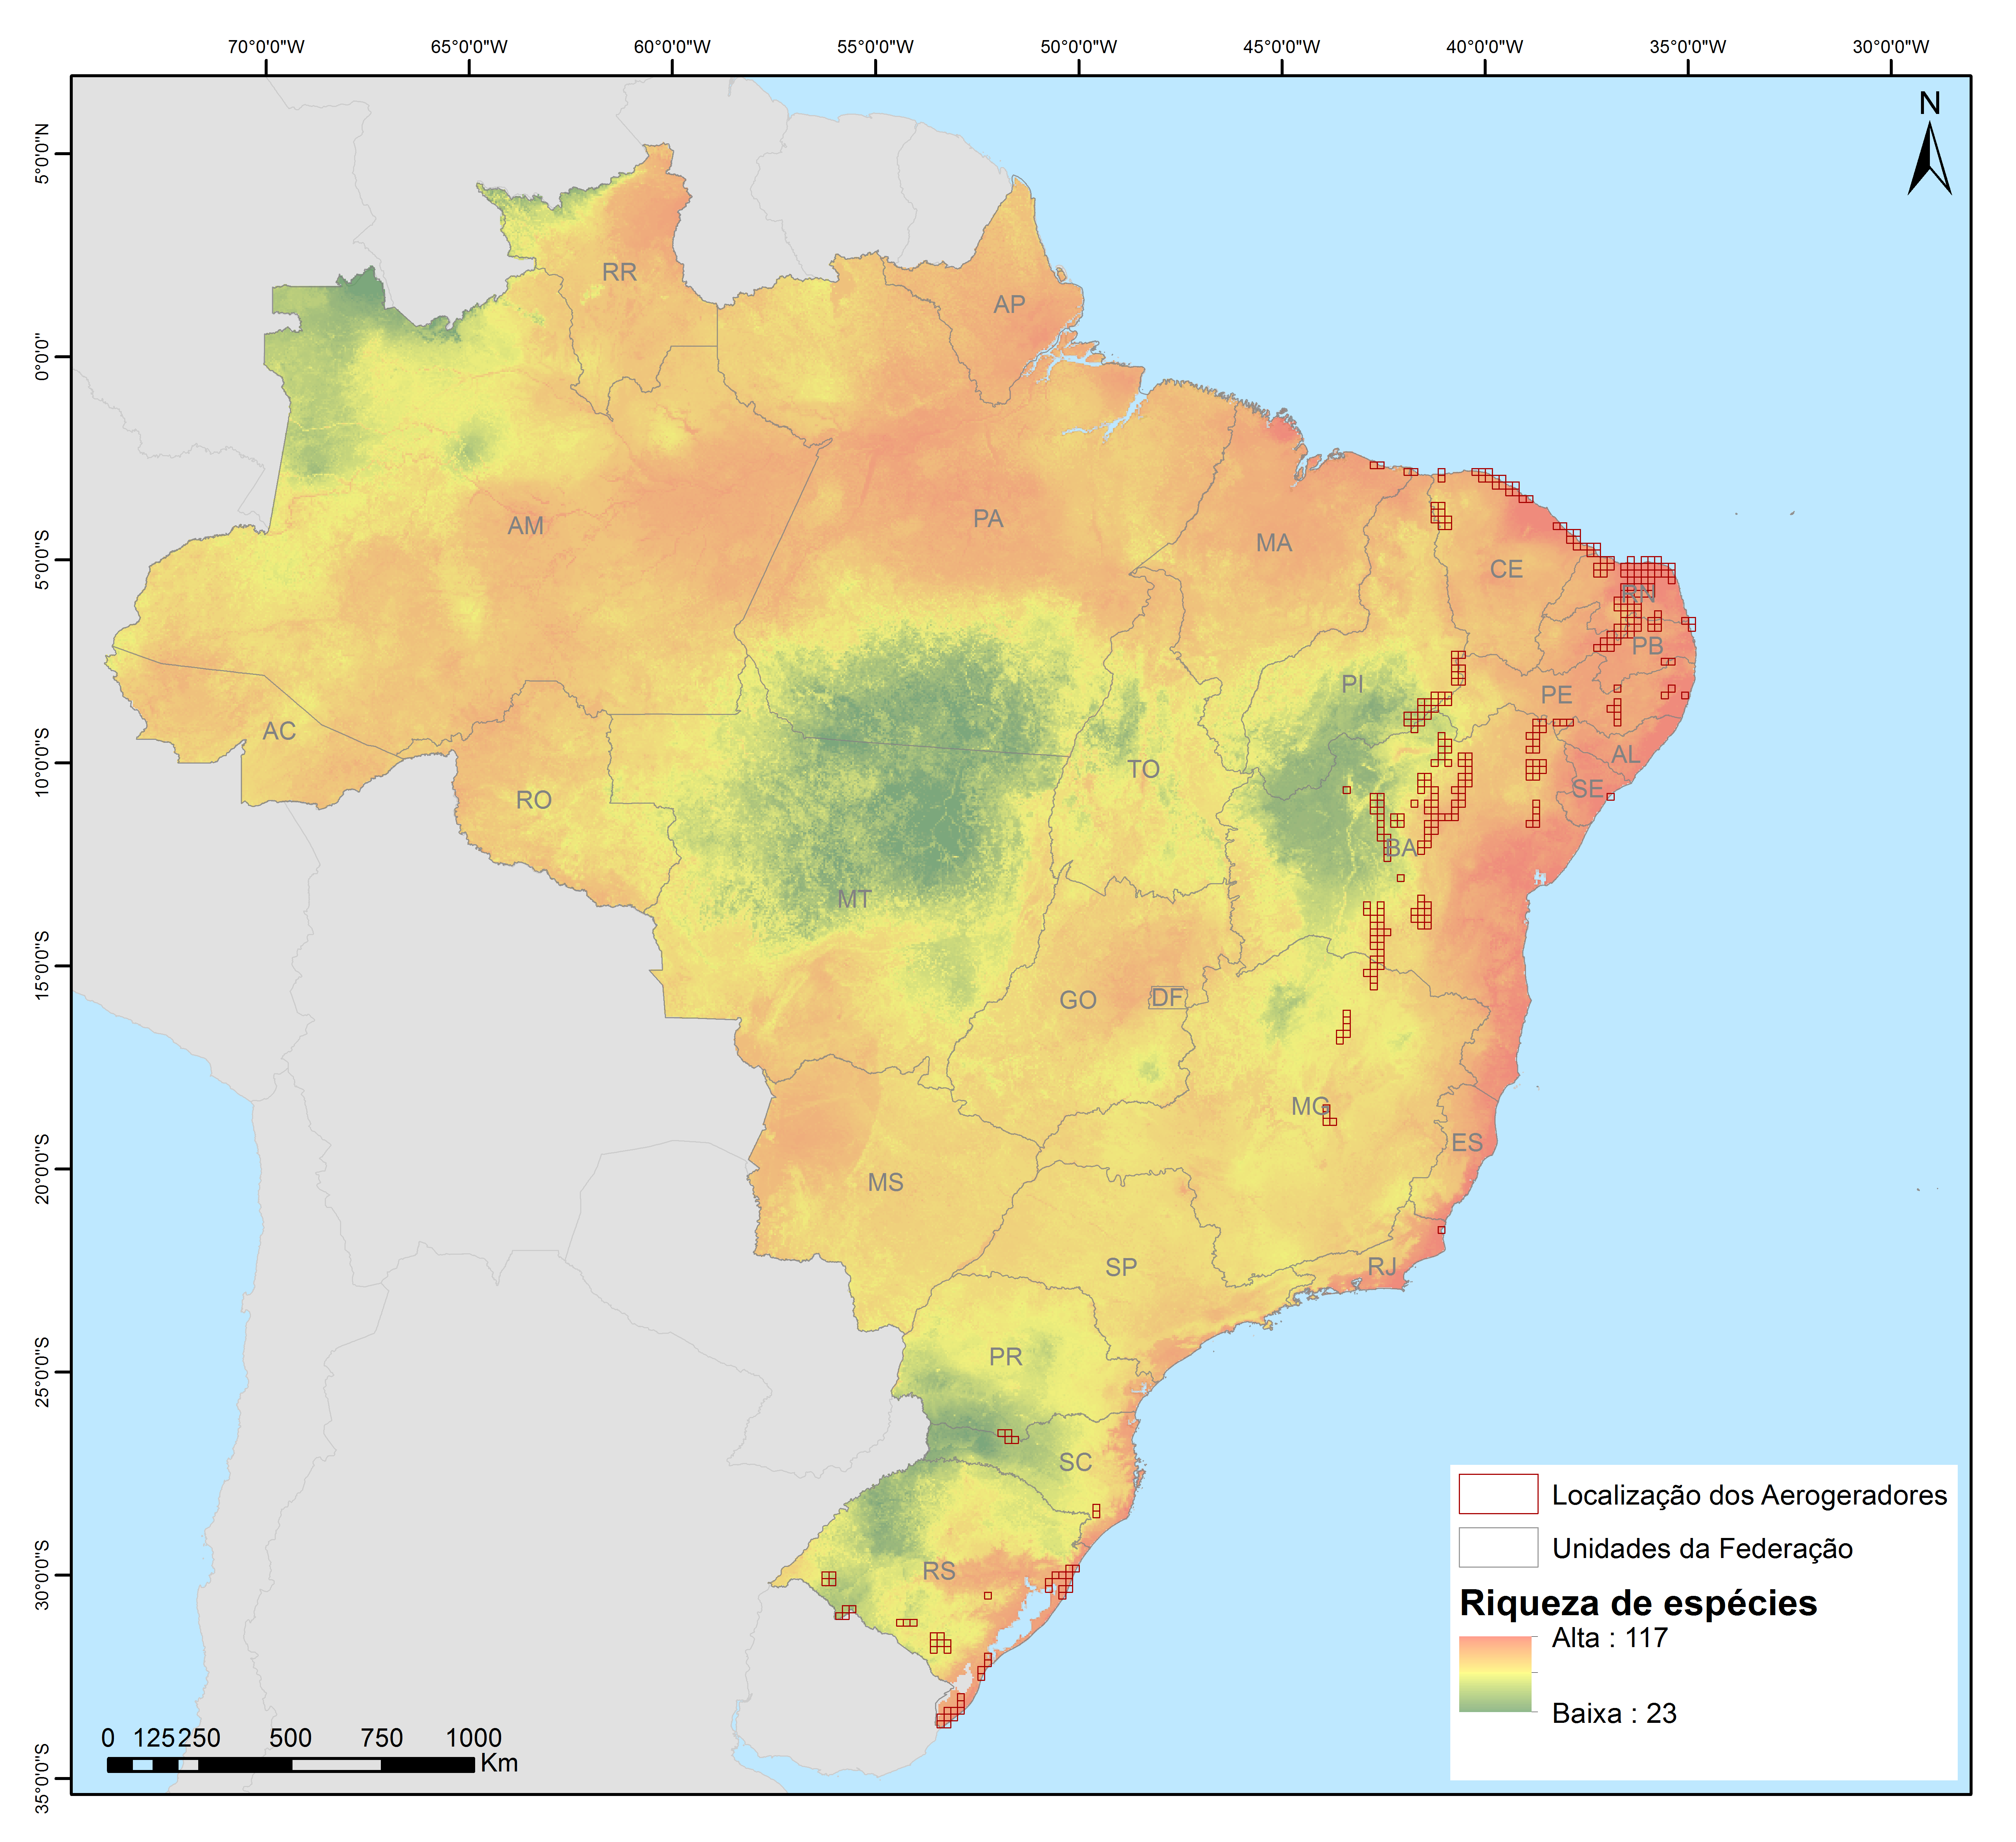 70°0'0"W 65°0'0"W 60°0'0"W 55°0'0"W 50°0'0"W 45°0'0"W 40°0'0"W 35°0'0"W 30°0'0"W
N
5°0'0"N
0°0'0"
5°0'0"S
10°0'0"S
15°0'0"S
20°0'0"S
25°0'0"S
30°0'0"S
35°0'0"S
RR
AP
AM
PA
MA
CE
RN
PB
PI
PE
AC
TO
AL
RO
SE
BA
MT
GO
DF
MG
ES
MS
SP
RJ
PR
SC
RS
Localização dos Aerogeradores
Unidades da Federação
Riqueza de espécies
Alta : 117
Baixa : 23
0 125 250 500 750 1000
Km